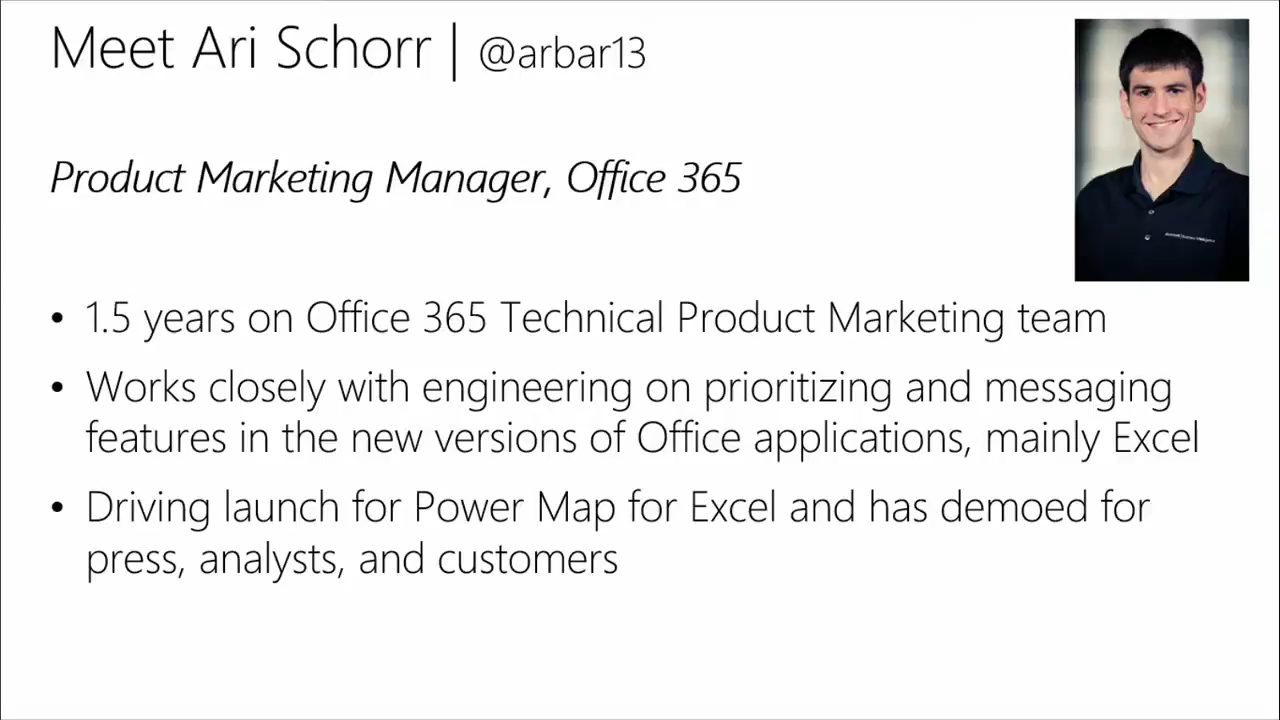 Meet Ari Schorr | @arbar13
Product Marketing Manager, Office 365
• 1.5 years on Office 365 Technical Product Marketing team
• Works closely with engineering on prioritizing and messaging
features in the new versions of Office applications, mainly Excel
• Driving launch for Power Map for Excel and has demoed for
press, analysts, and customers